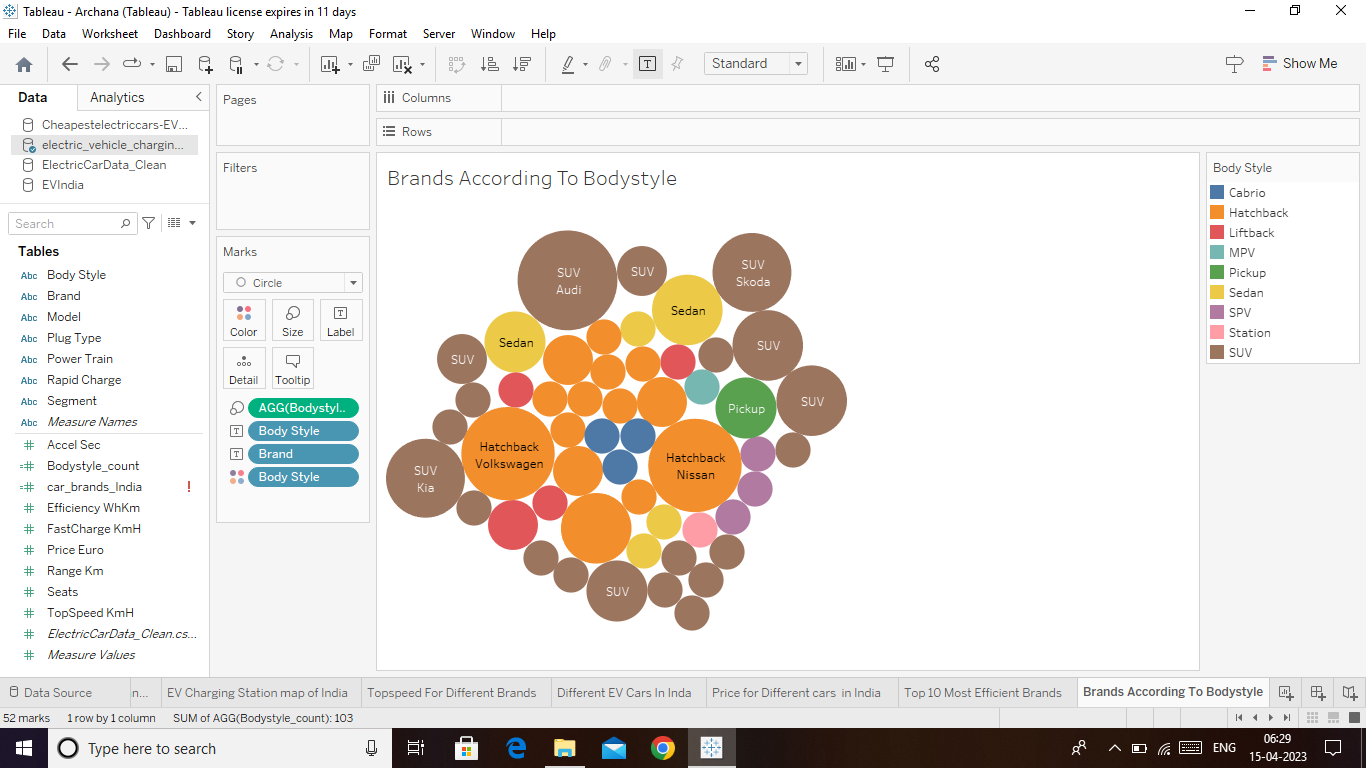 Tableau - Archana (Tableau) - Tableau license expires in 11 days
File Data Worksheet Dashboard Story Analysis Map Format Server Window Help
Standard
Show Me
Data Analytics
Cheapestelectriccars-EV...
electric_vehicle_chargin...
ElectricCarData_Clean
EVIndia
Search
Tables
Abc Body Style
Abc Brand
Abc Model
Abc Plug Type
Abc Power Train
Abc Rapid Charge
Abc Segment
Abc Measure Names
Accel Sec
Bodystyle_count
car_brands_India !
Efficiency WhKm
FastCharge KmH
Price Euro
Range Km
Seats
TopSpeed KmH
ElectricCarData_Clean.cs...
Measure Values
Pages
Filters
Marks
Circle
Color Size Label
Detail Tooltip
AGG(Bodystyl..
Body Style
Brand
Body Style
Columns
Rows
Brands According To Bodystyle
SUV
Audi
SUV
SUV
Skoda
Sedan
Sedan
SUV
SUV
Pickup
SUV
Hatchback
Volkswagen
Hatchback
Nissan
SUV
Kia
SUV
Body Style
Cabrio
Hatchback
Liftback
MPV
Pickup
Sedan
SPV
Station
SUV
Data Source n... EV Charging Station map of India Topspeed For Different Brands Different EV Cars In Inda Price for Different cars in India Top 10 Most Efficient Brands Brands According To Bodystyle
52 marks 1 row by 1 column SUM of AGG(Bodystyle_count): 103
Type here to search
ENG
06:29
15-04-2023